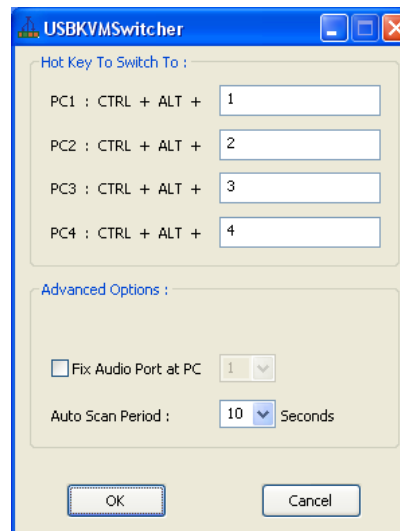 USBKVMSwitcher
Hot Key To Switch To :
PC1 : CTRL + ALT + 1
PC2 : CTRL + ALT + 2
PC3 : CTRL + ALT + 3
PC4 : CTRL + ALT + 4
Advanced Options :
Fix Audio Port at PC 1
Auto Scan Period : 10 Seconds
OK Cancel